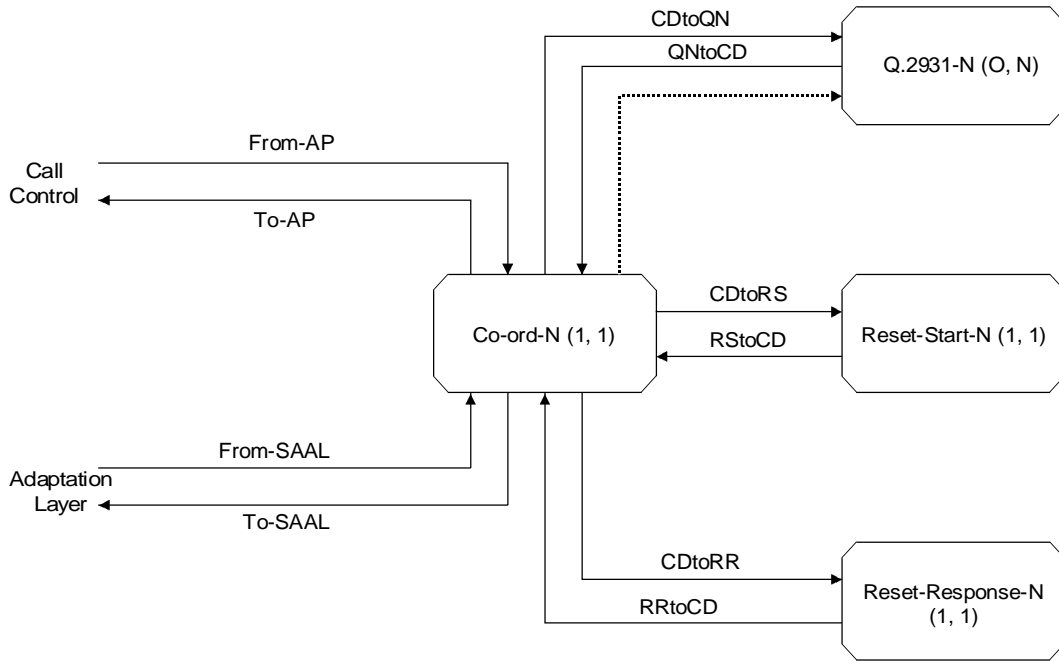 CDtoQN
QNtoCD
Q.2931-N (O, N)
From-AP
Call
Control
To-AP
CDtoRS
Co-ord-N (1, 1)
RStoCD
Reset-Start-N (1, 1)
From-SAAL
Adaptation
Layer
To-SAAL
CDtoRR
Reset-Response-N
(1, 1)
RRtoCD